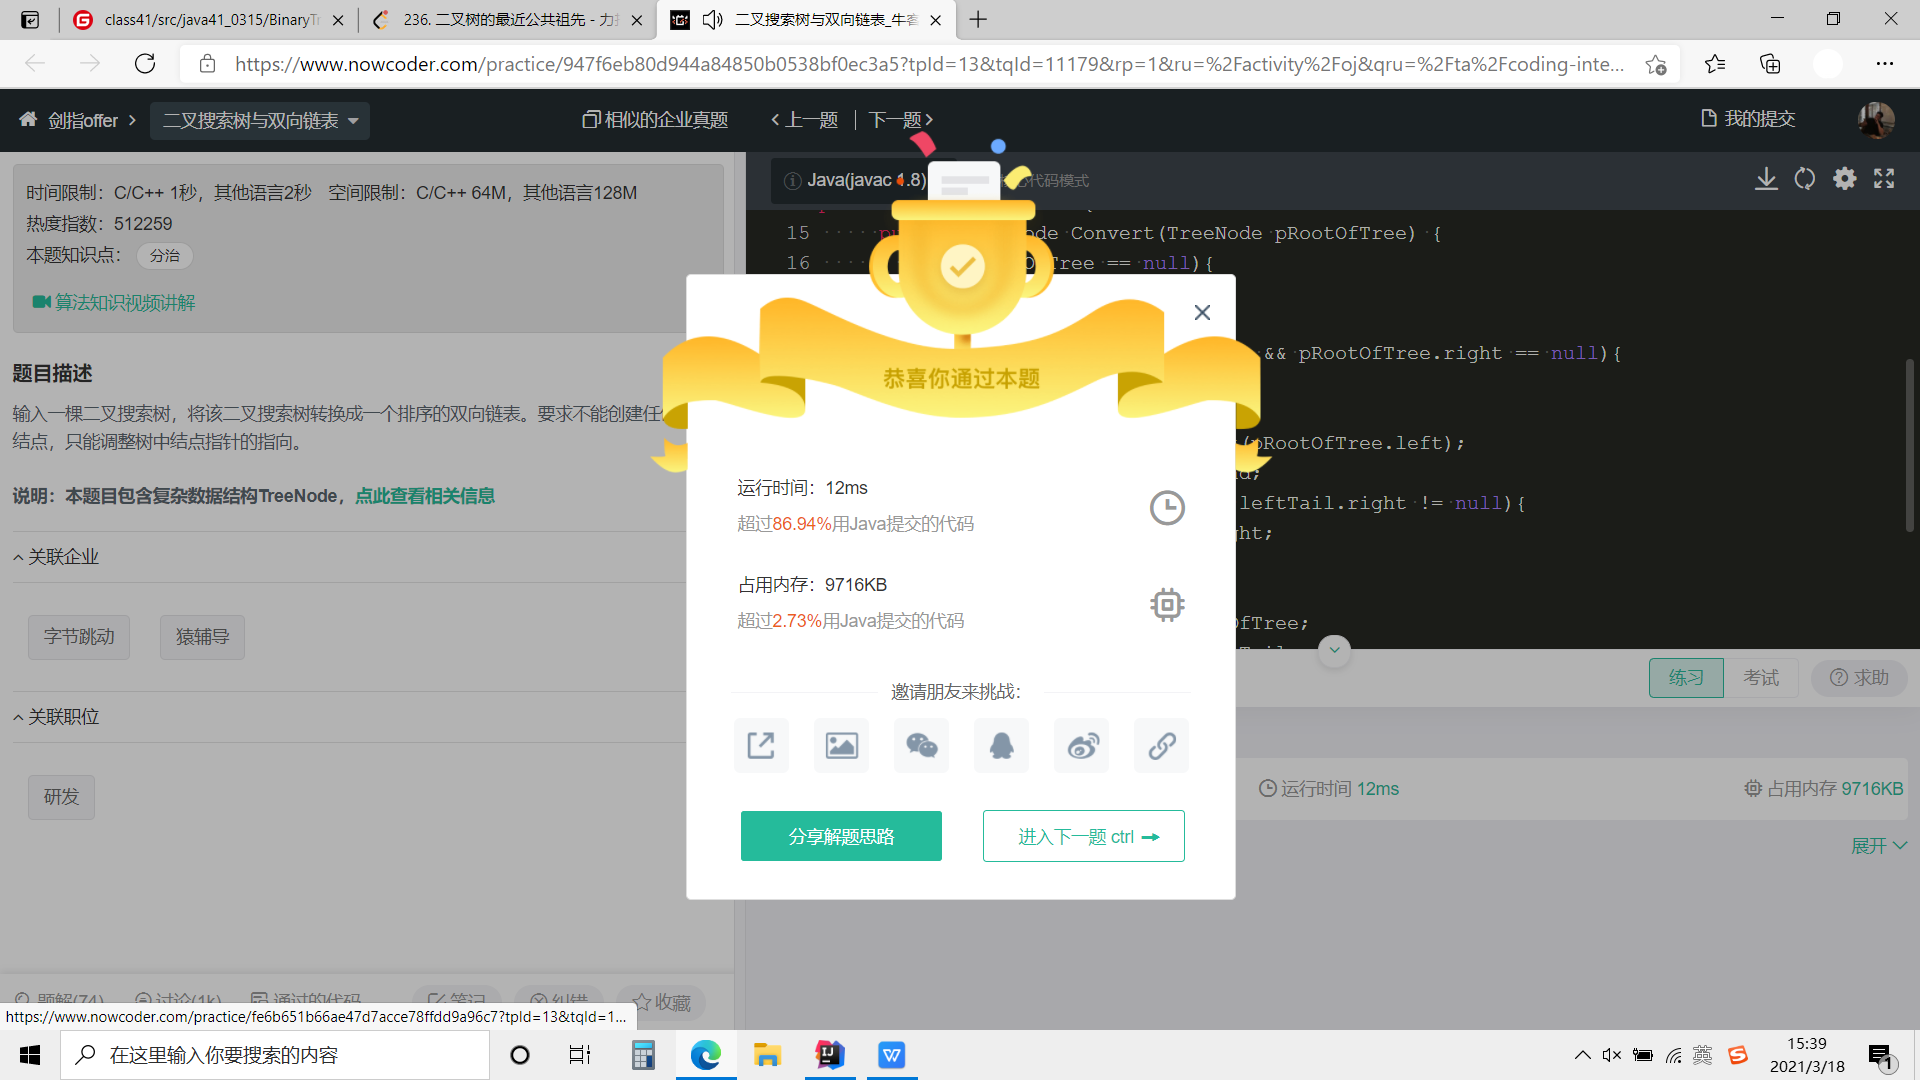 class41/src/java41_0315/BinaryTr
236. 二叉树的最近公共祖先 - 力扣
二叉搜索树与双向链表_牛客
https://www.nowcoder.com/practice/947f6eb80d944a84850b0538bf0ec3a5?tpId=13&tqId=11179&rp=1&ru=%2Factivity%2Foj&qru=%2Fta%2Fcoding-inte...
剑指offer
二叉搜索树与双向链表
相似的企业真题
上一题
下一题
我的提交
时间限制：C/C++ 1秒，其他语言2秒 空间限制：C/C++ 64M，其他语言128M
热度指数：512259
本题知识点：
分治
算法知识视频讲解
题目描述
输入一棵二叉搜索树，将该二叉搜索树转换成一个排序的双向链表。要求不能创建任
结点，只能调整树中结点指针的指向。
说明：本题目包含复杂数据结构TreeNode，点此查看相关信息
关联企业
字节跳动
猿辅导
关联职位
研发
题解(74)
讨论(1k)
通过的代码
笔记
纠错
收藏
Java(javac 1.8)
代码模式
15 pu ode Convert(TreeNode pRootOfTree) {
16 OfTree == null){
&& pRootOfTree.right == null){
(pRootOfTree.left);
leftTail.right != null){
ht;
OfTree;
恭喜你通过本题
运行时间：12ms
超过86.94%用Java提交的代码
占用内存：9716KB
超过2.73%用Java提交的代码
邀请朋友来挑战：
分享解题思路
进入下一题 ctrl
练习
考试
求助
运行时间 12ms
占用内存 9716KB
展开
https://www.nowcoder.com/practice/fe6b651b66ae47d7acce78ffdd9a96c7?tpId=13&tqId=1...
在这里输入你要搜索的内容
英
15:39
2021/3/18
1